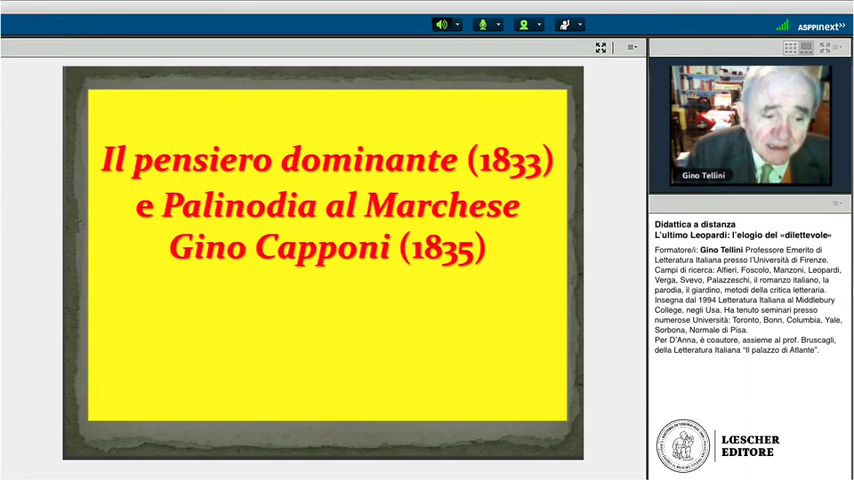 ASPPInext>>
Il pensiero dominante (1833)
e Palinodia al Marchese
Gino Capponi (1835)
Gino Tellini
Didattica a distanza
L'ultimo Leopardi: l'elogio del «dilettevole»
Formatore/i: Gino Tellini Professore Emerito di
Letteratura Italiana presso l'Università di Firenze.
Campi di ricerca: Alfieri, Foscolo, Manzoni, Leopardi,
Verga, Svevo, Palazzeschi, il romanzo italiano, la
parodia, il giardino, metodi della critica letteraria.
Insegna dal 1994 Letteratura Italiana al Middlebury
College, negli Usa. Ha tenuto seminari presso
numerose Università: Toronto, Bonn, Columbia, Yale,
Sorbona, Normale di Pisa.
Per D'Anna, è coautore, assieme al prof. Bruscagli,
della Letteratura Italiana "Il palazzo di Atlante".
LŒSCHER
EDITORE